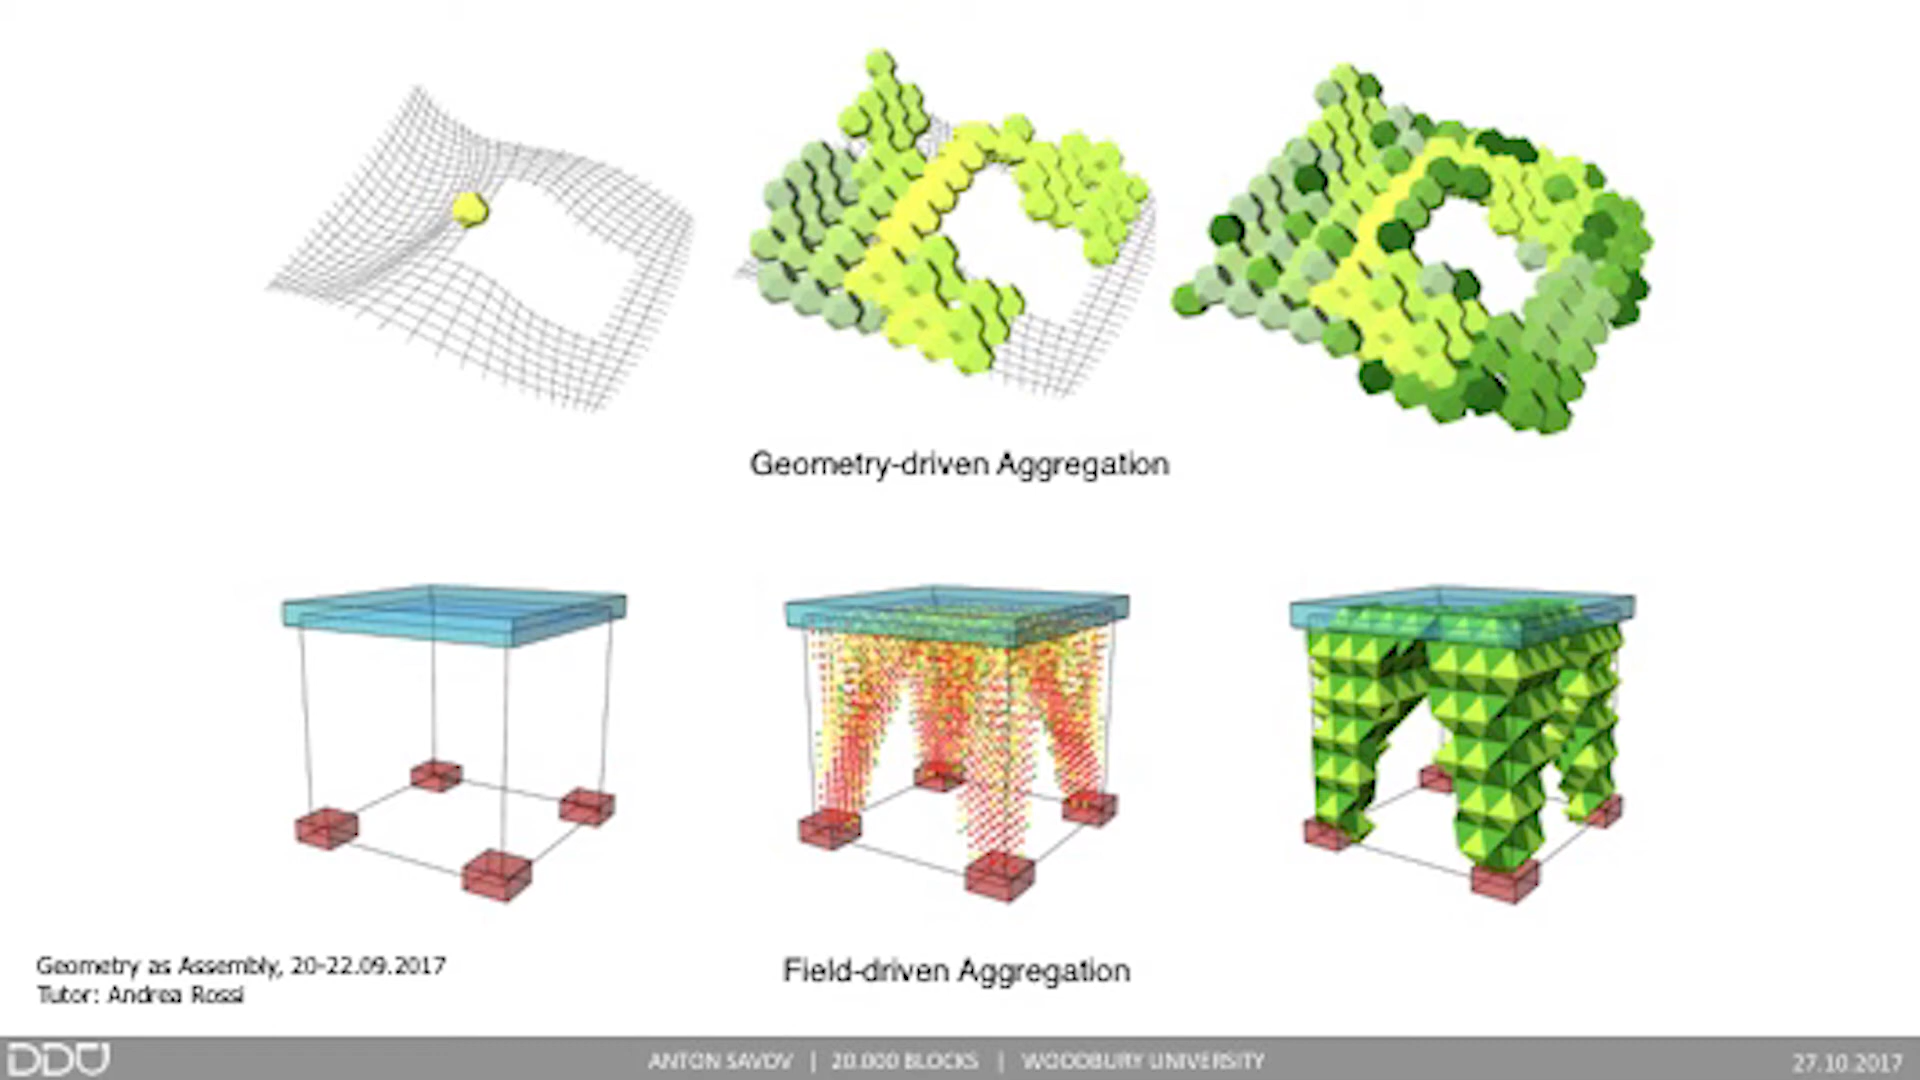 Geometry-driven Aggregation
Geometry as Assembly, 20-22.09.2017
Tutor: Andrea Rossi
Field-driven Aggregation
DDU
ANTON SAVOV | 20.000 BLOCKS | WOODBURY UNIVERSITY
27.10.2017